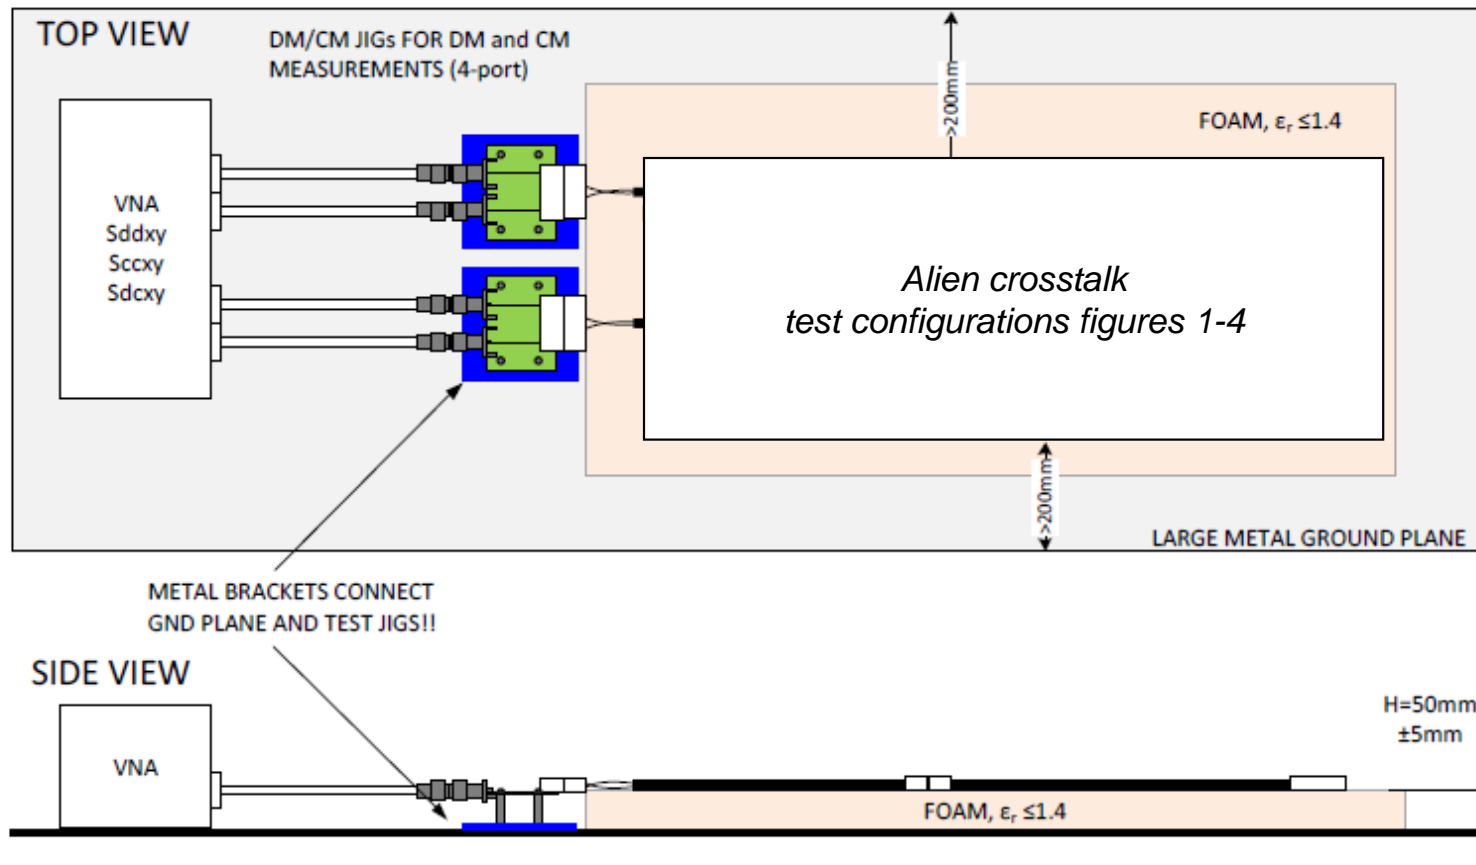 TOP VIEW
DM/CM JIGs FOR DM and CM
MEASUREMENTS (4-port)
>200mm
FOAM, εr ≤1.4
VNA
Sddxy
Sccxy
Sdcxy
Alien crosstalk
test configurations figures 1-4
>200mm
LARGE METAL GROUND PLANE
METAL BRACKETS CONNECT
GND PLANE AND TEST JIGS!!
SIDE VIEW
H=50mm
±5mm
VNA
FOAM, εr ≤1.4